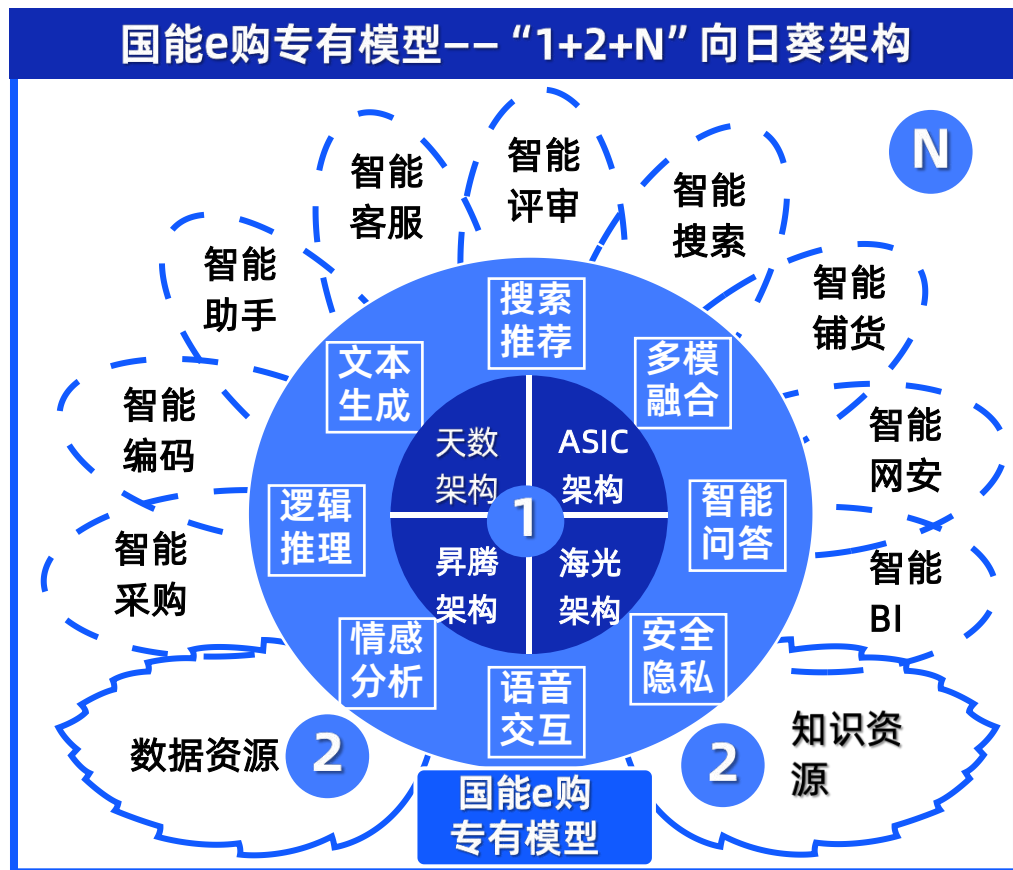 国能e购专有模型—— “1+2+N” 向日葵架构
N
智能
评审
智能
客服
智能
搜索
智能
助手
智能
铺货
智能
编码
智能
网安
智能
采购
智能
BI
搜索
推荐
文本
生成
多模
融合
逻辑
推理
智能
问答
情感
分析
安全
隐私
语音
交互
天数
架构
ASIC
架构
1
昇腾
架构
海光
架构
数据资源
2
2
知识资
源
国能e购
专有模型